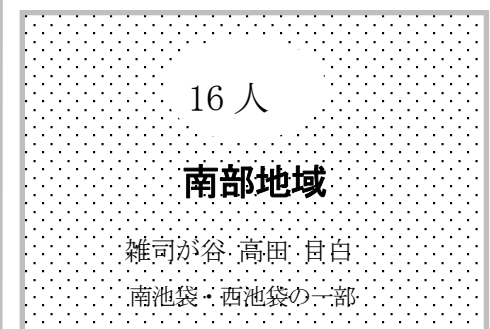 16 人
南部地域
雑司が谷 高田 目白
南池袋・西池袋の一部